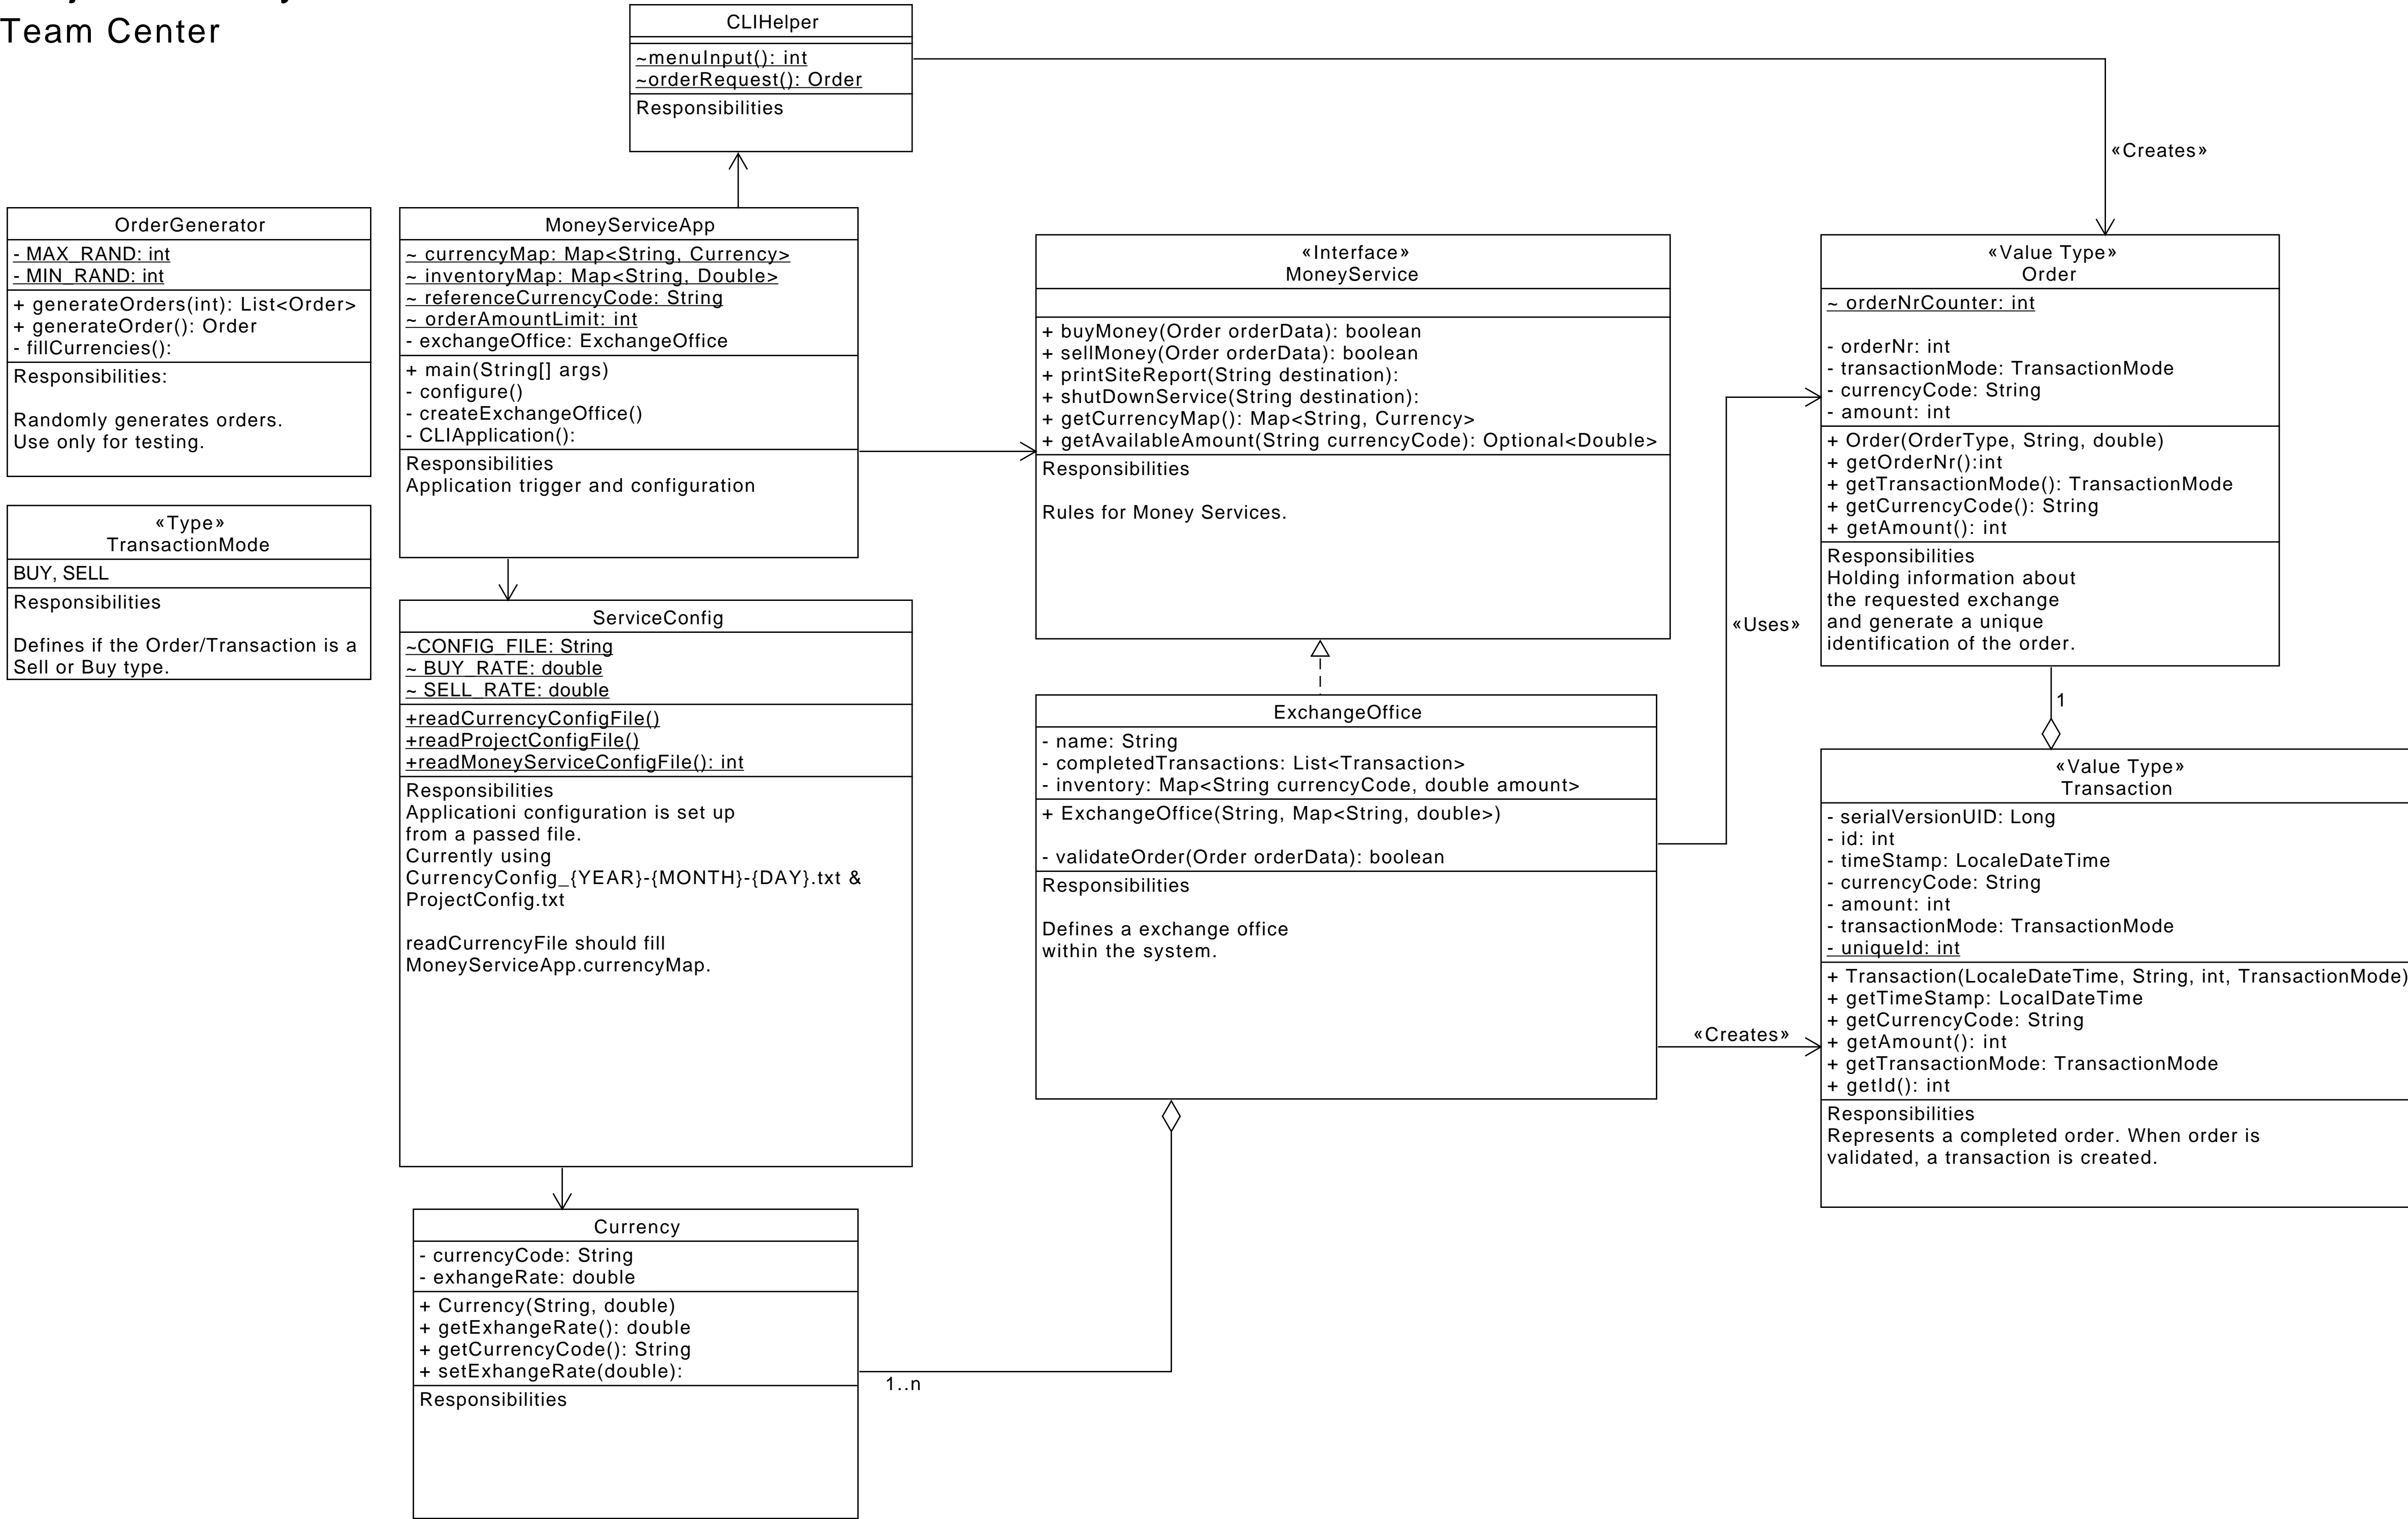 Team Center
CLIHelper
~menuInput(): int
~orderRequest(): Order
Responsibilities
«Creates»
OrderGenerator
- MAX_RAND: int
- MIN_RAND: int
+ generateOrders(int): List<Order>
+ generateOrder(): Order
- fillCurrencies():
Responsibilities:
Randomly generates orders.
Use only for testing.
«Type»
TransactionMode
BUY, SELL
Responsibilities
Defines if the Order/Transaction is a
Sell or Buy type.
MoneyServiceApp
~ currencyMap: Map<String, Currency>
~ inventoryMap: Map<String, Double>
~ referenceCurrencyCode: String
~ orderAmountLimit: int
- exchangeOffice: ExchangeOffice
+ main(String[] args)
- configure()
- createExchangeOffice()
- CLIApplication():
Responsibilities
Application trigger and configuration
ServiceConfig
~CONFIG_FILE: String
~ BUY_RATE: double
~ SELL_RATE: double
+readCurrencyConfigFile()
+readProjectConfigFile()
+readMoneyServiceConfigFile(): int
Responsibilities
Applicationi configuration is set up
from a passed file.
Currently using
CurrencyConfig_{YEAR}-{MONTH}-{DAY}.txt &
ProjectConfig.txt
readCurrencyFile should fill
MoneyServiceApp.currencyMap.
Currency
- currencyCode: String
- exhangeRate: double
+ Currency(String, double)
+ getExhangeRate(): double
+ getCurrencyCode(): String
+ setExhangeRate(double):
Responsibilities
1..n
«Interface»
MoneyService
+ buyMoney(Order orderData): boolean
+ sellMoney(Order orderData): boolean
+ printSiteReport(String destination):
+ shutDownService(String destination):
+ getCurrencyMap(): Map<String, Currency>
+ getAvailableAmount(String currencyCode): Optional<Double>
Responsibilities
Rules for Money Services.
ExchangeOffice
- name: String
- completedTransactions: List<Transaction>
- inventory: Map<String currencyCode, double amount>
+ ExchangeOffice(String, Map<String, double>)
- validateOrder(Order orderData): boolean
Responsibilities
Defines a exchange office
within the system.
«Uses»
«Creates»
«Value Type»
Order
~ orderNrCounter: int
- orderNr: int
- transactionMode: TransactionMode
- currencyCode: String
- amount: int
+ Order(OrderType, String, double)
+ getOrderNr():int
+ getTransactionMode(): TransactionMode
+ getCurrencyCode(): String
+ getAmount(): int
Responsibilities
Holding information about
the requested exchange
and generate a unique
identification of the order.
1
«Value Type»
Transaction
- serialVersionUID: Long
- id: int
- timeStamp: LocaleDateTime
- currencyCode: String
- amount: int
- transactionMode: TransactionMode
- uniqueId: int
+ Transaction(LocaleDateTime, String, int, TransactionMode)
+ getTimeStamp: LocalDateTime
+ getCurrencyCode: String
+ getAmount(): int
+ getTransactionMode: TransactionMode
+ getId(): int
Responsibilities
Represents a completed order. When order is
validated, a transaction is created.